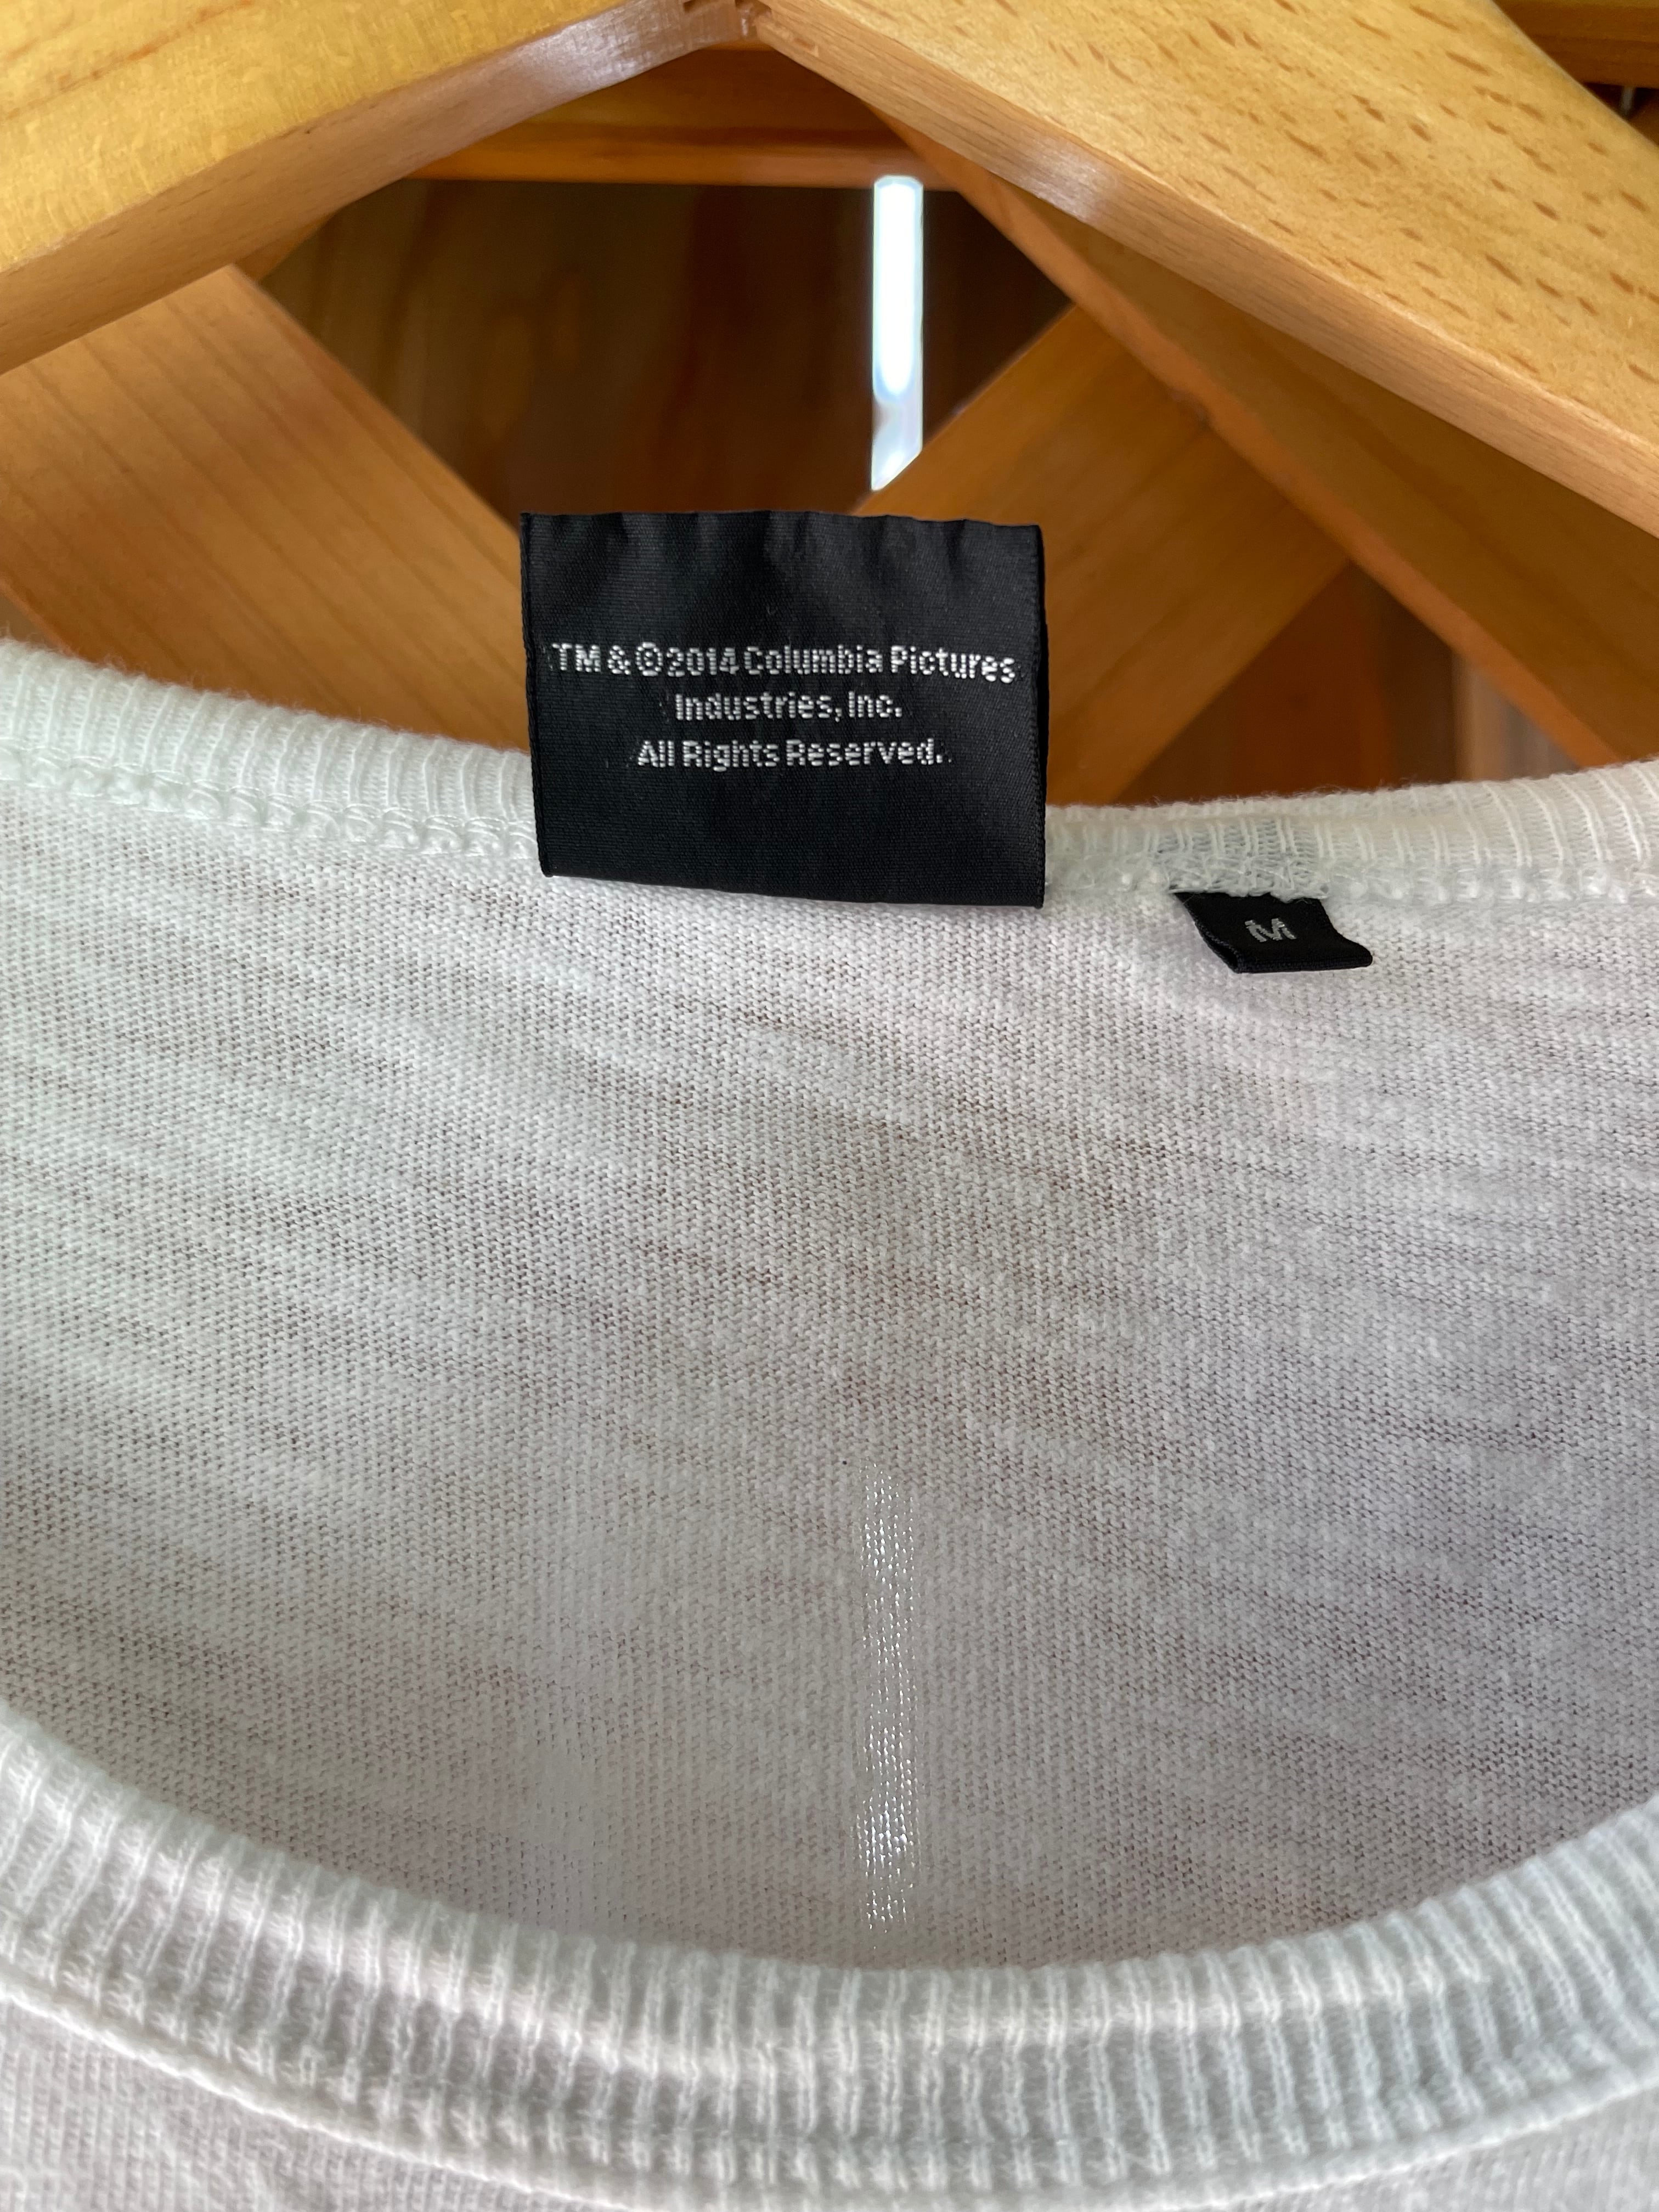 TM & ©2014 Columbia Pictures
Industries, Inc.
All Rights Reserved.
M